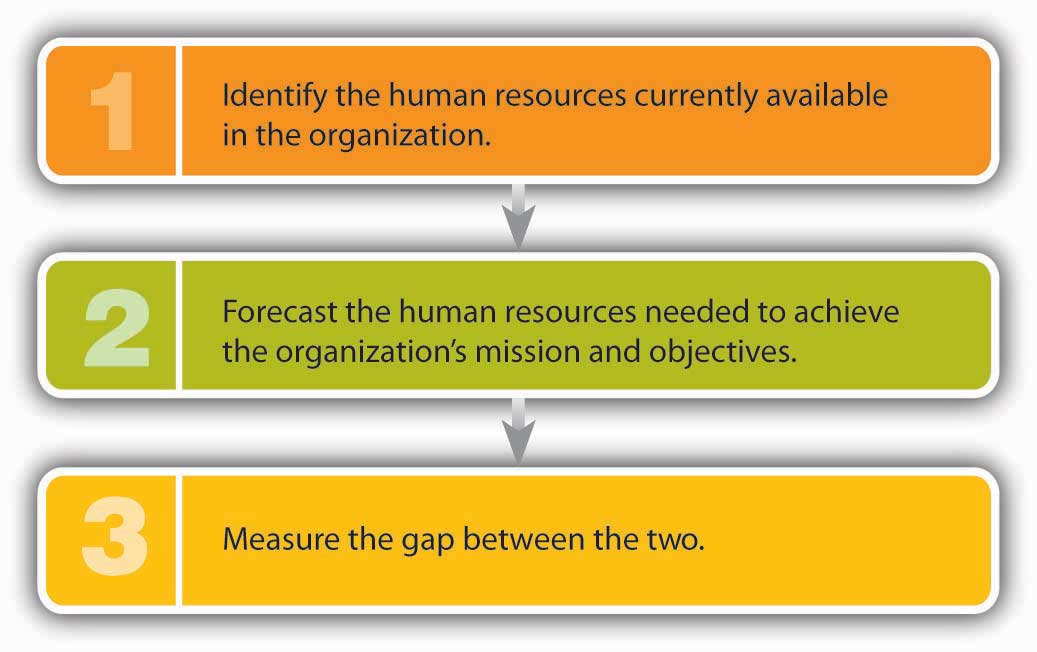 1
Identify the human resources currently available
in the organization.
2
Forecast the human resources needed to achieve
the organization’s mission and objectives.
3
Measure the gap between the two.